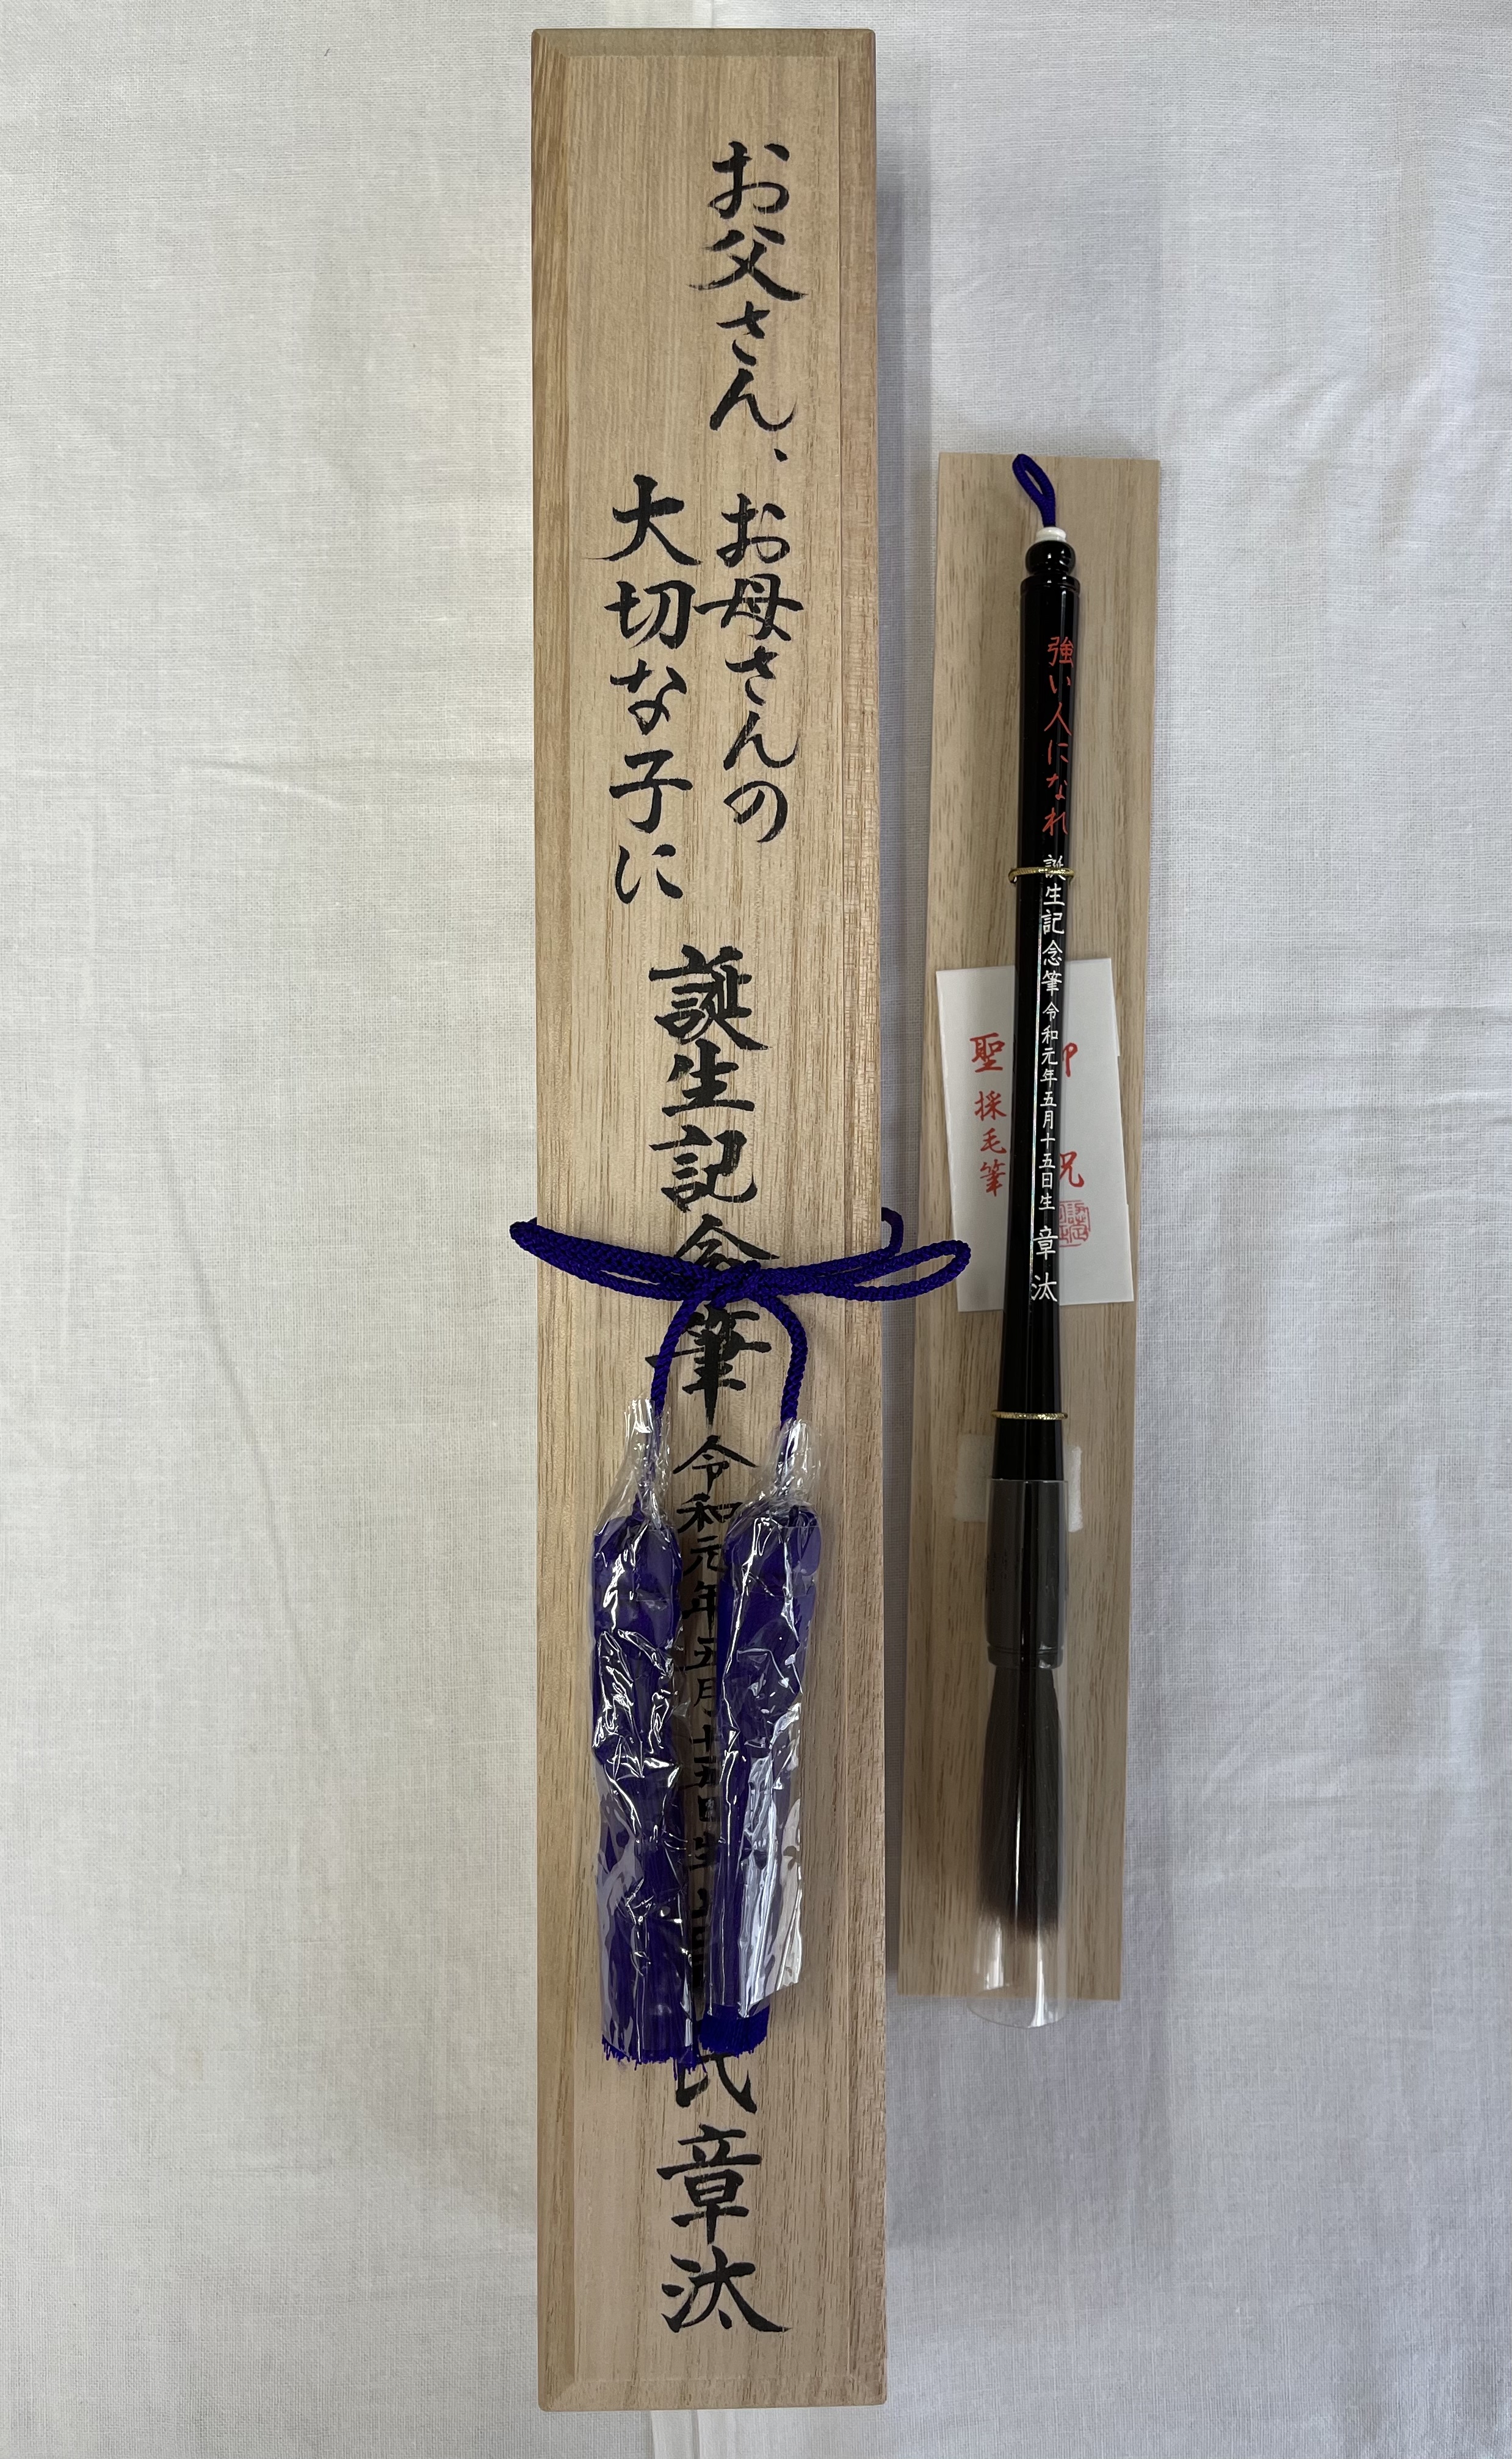 お父さん、お母さんの
大切な子に
誕生記念筆 令和元年五月十五日生 氏 章汰
強い人になれ 誕生記念筆 令和元年五月十五日生 章汰
祝
聖 採毛筆